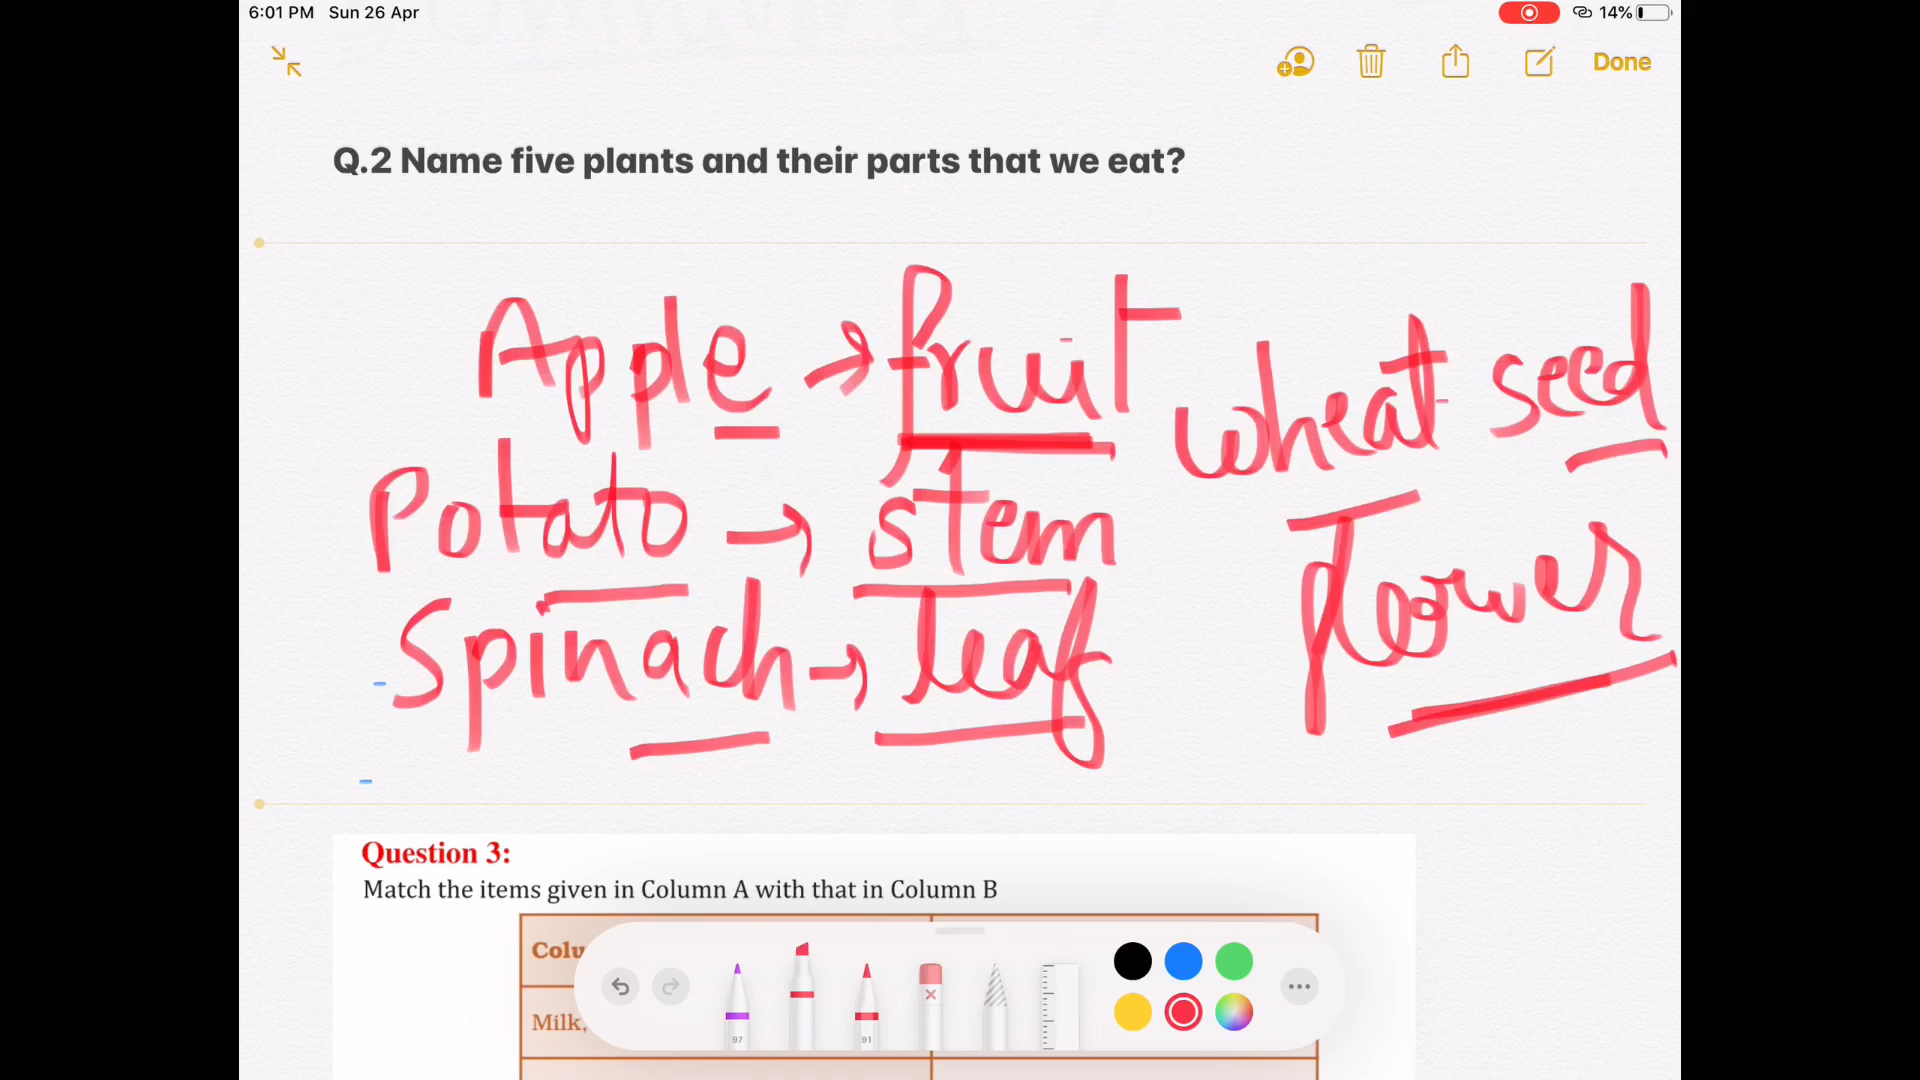 6:01 PM Sun 26 Apr
14%
Done
Q.2 Name five plants and their parts that we eat?
Apple → fruit
wheat seed
Potato → stem
flower
Spinach → leaf
Question 3:
Match the items given in Column A with that in Column B
Colu
Milk,
97
91